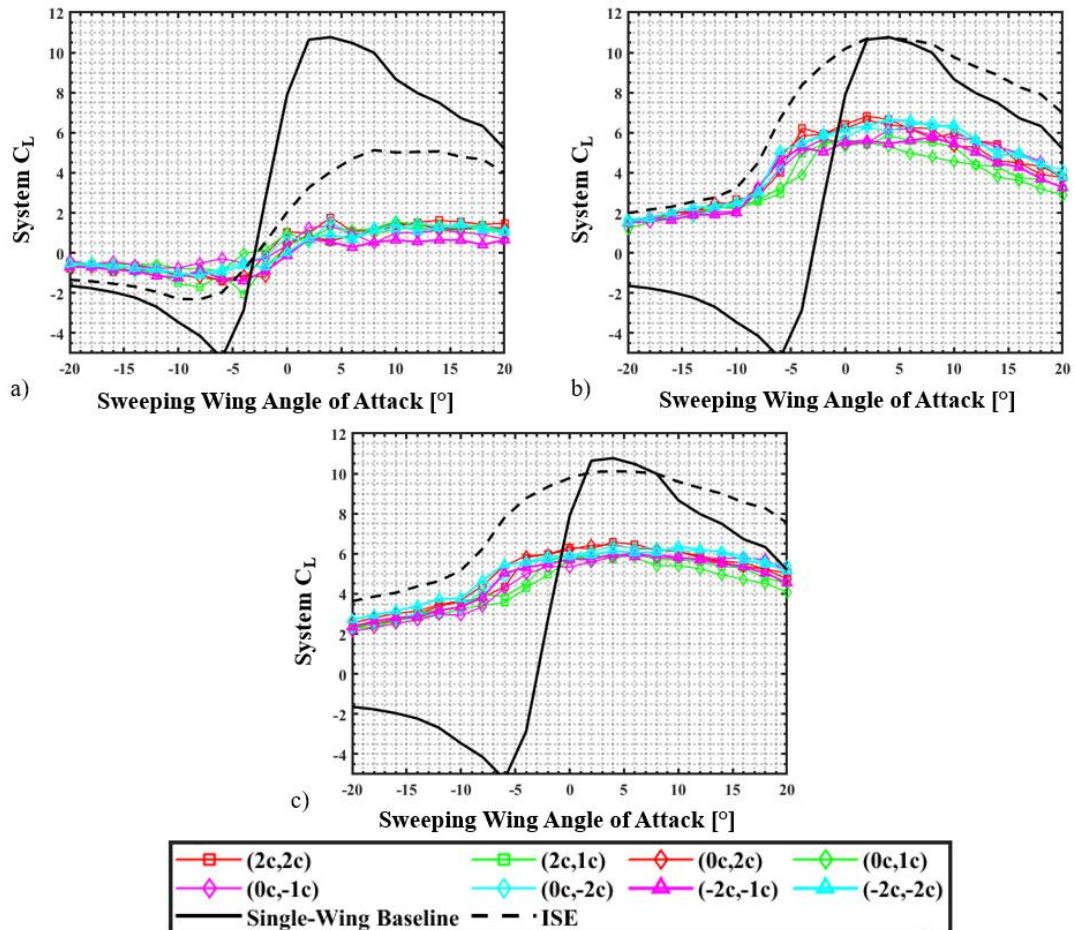 12
10
8
6
4
2
0
-2
-4
System C_L
-20 -15 -10 -5 0 5 10 15 20
a)
Sweeping Wing Angle of Attack [°]
12
10
8
6
4
2
0
-2
-4
System C_L
-20 -15 -10 -5 0 5 10 15 20
b)
Sweeping Wing Angle of Attack [°]
12
10
8
6
4
2
0
-2
-4
System C_L
-20 -15 -10 -5 0 5 10 15 20
c)
Sweeping Wing Angle of Attack [°]
(2c,2c) (2c,1c) (0c,2c) (0c,1c)
(0c,-1c) (0c,-2c) (-2c,-1c) (-2c,-2c)
Single-Wing Baseline ISE